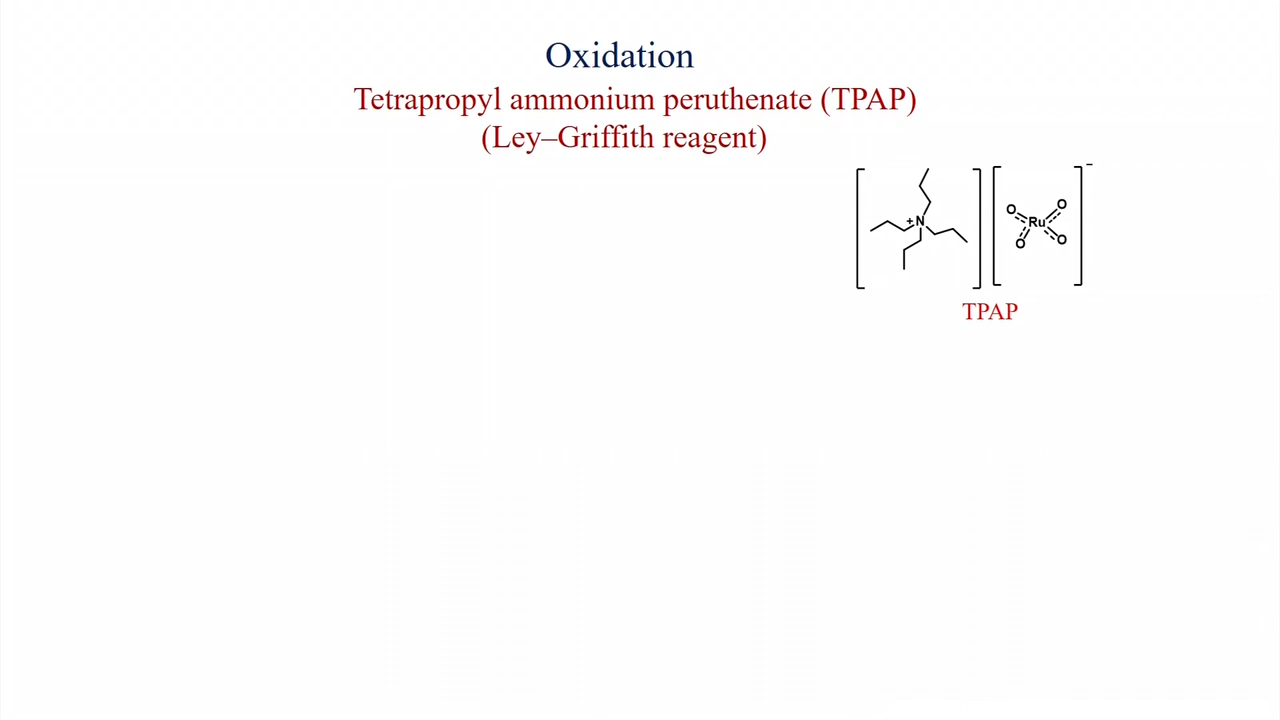 Oxidation
Tetrapropyl ammonium peruthenate (TPAP)
(Ley–Griffith reagent)
+ N
O O
Ru
O O
–
TPAP